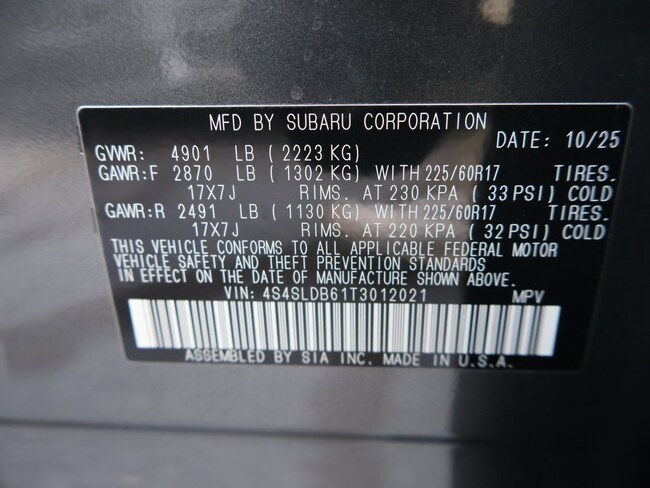 MFD BY SUBARU CORPORATION
DATE: 10/25
GVWR: 4901 LB ( 2223 KG)
GAWR:F 2870 LB ( 1302 KG) WITH 225/60R17 TIRES.
17X7J RIMS. AT 230 KPA ( 33 PSI) COLD
GAWR:R 2491 LB ( 1130 KG) WITH 225/60R17 TIRES.
17X7J RIMS. AT 220 KPA ( 32 PSI) COLD
THIS VEHICLE CONFORMS TO ALL APPLICABLE FEDERAL MOTOR
VEHICLE SAFETY AND THEFT PREVENTION STANDARDS
IN EFFECT ON THE DATE OF MANUFACTURE SHOWN ABOVE.
VIN: 4S4SLDB61T3012021 MPV
ASSEMBLED BY SIA INC. MADE IN U.S.A.